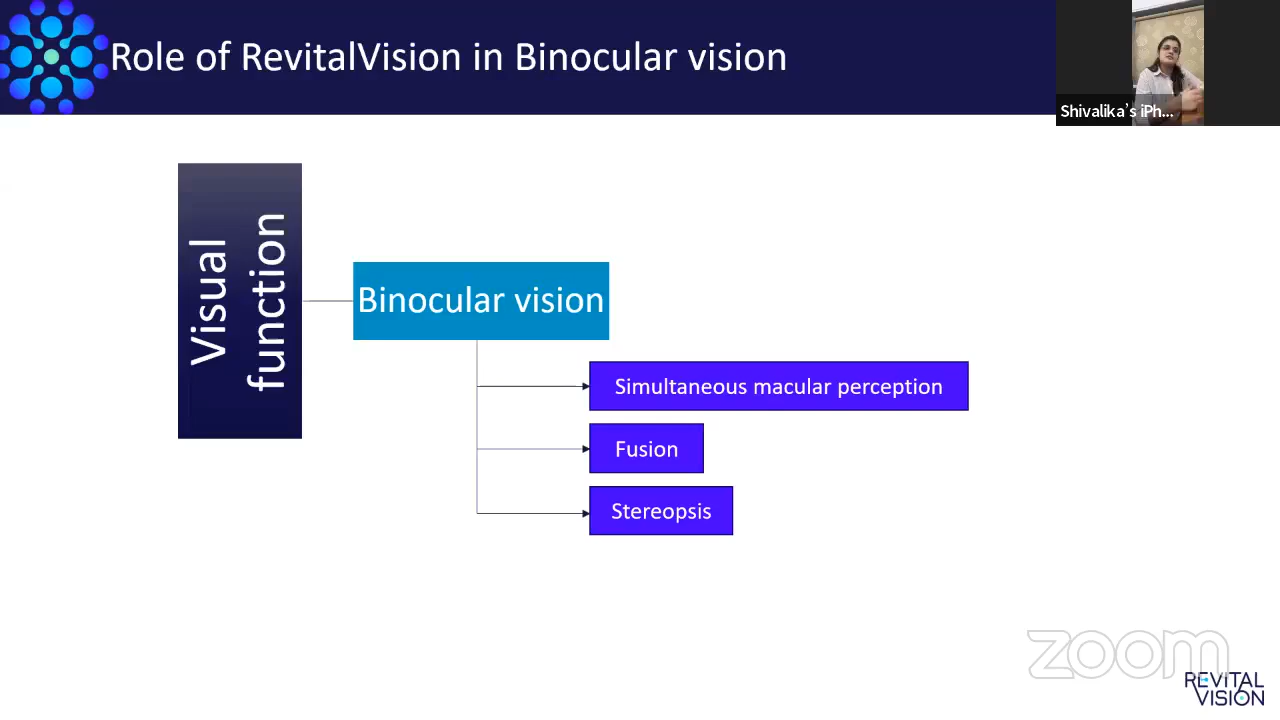 Role of RevitalVision in Binocular vision
Shivalika's iPh...
Visual
function
Binocular vision
Simultaneous macular perception
Fusion
Stereopsis
zoom
REVITAL
VISION